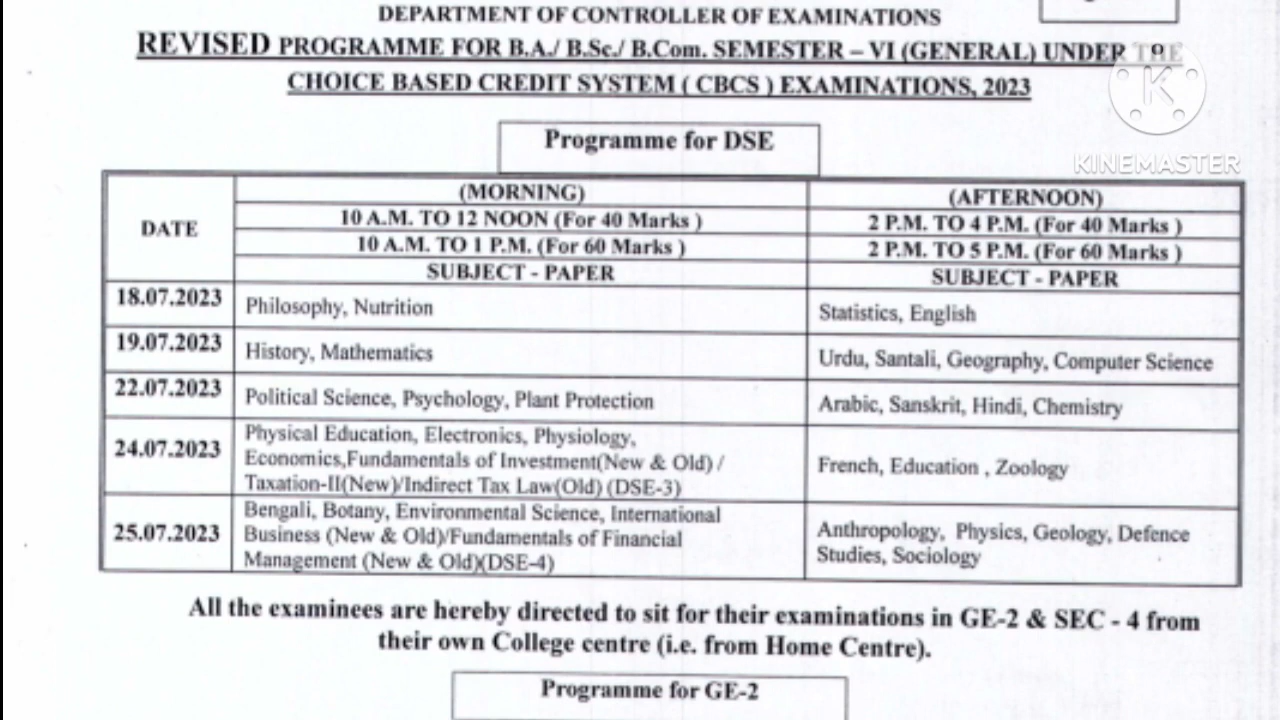 DEPARTMENT OF CONTROLLER OF EXAMINATIONS
REVISED PROGRAMME FOR B.A./ B.Sc./ B.Com. SEMESTER – VI (GENERAL) UNDER THE
CHOICE BASED CREDIT SYSTEM ( CBCS ) EXAMINATIONS, 2023
K
KINEMASTER
Programme for DSE
DATE
(MORNING)
(AFTERNOON)
10 A.M. TO 12 NOON (For 40 Marks )
2 P.M. TO 4 P.M. (For 40 Marks )
10 A.M. TO 1 P.M. (For 60 Marks )
2 P.M. TO 5 P.M. (For 60 Marks )
SUBJECT - PAPER
SUBJECT - PAPER
18.07.2023
Philosophy, Nutrition
Statistics, English
19.07.2023
History, Mathematics
Urdu, Santali, Geography, Computer Science
22.07.2023
Political Science, Psychology, Plant Protection
Arabic, Sanskrit, Hindi, Chemistry
24.07.2023
Physical Education, Electronics, Physiology,
Economics,Fundamentals of Investment(New & Old) /
Taxation-II(New)/Indirect Tax Law(Old) (DSE-3)
French, Education , Zoology
25.07.2023
Bengali, Botany, Environmental Science, International
Business (New & Old)/Fundamentals of Financial
Management (New & Old)(DSE-4)
Anthropology, Physics, Geology, Defence
Studies, Sociology
All the examinees are hereby directed to sit for their examinations in GE-2 & SEC - 4 from
their own College centre (i.e. from Home Centre).
Programme for GE-2